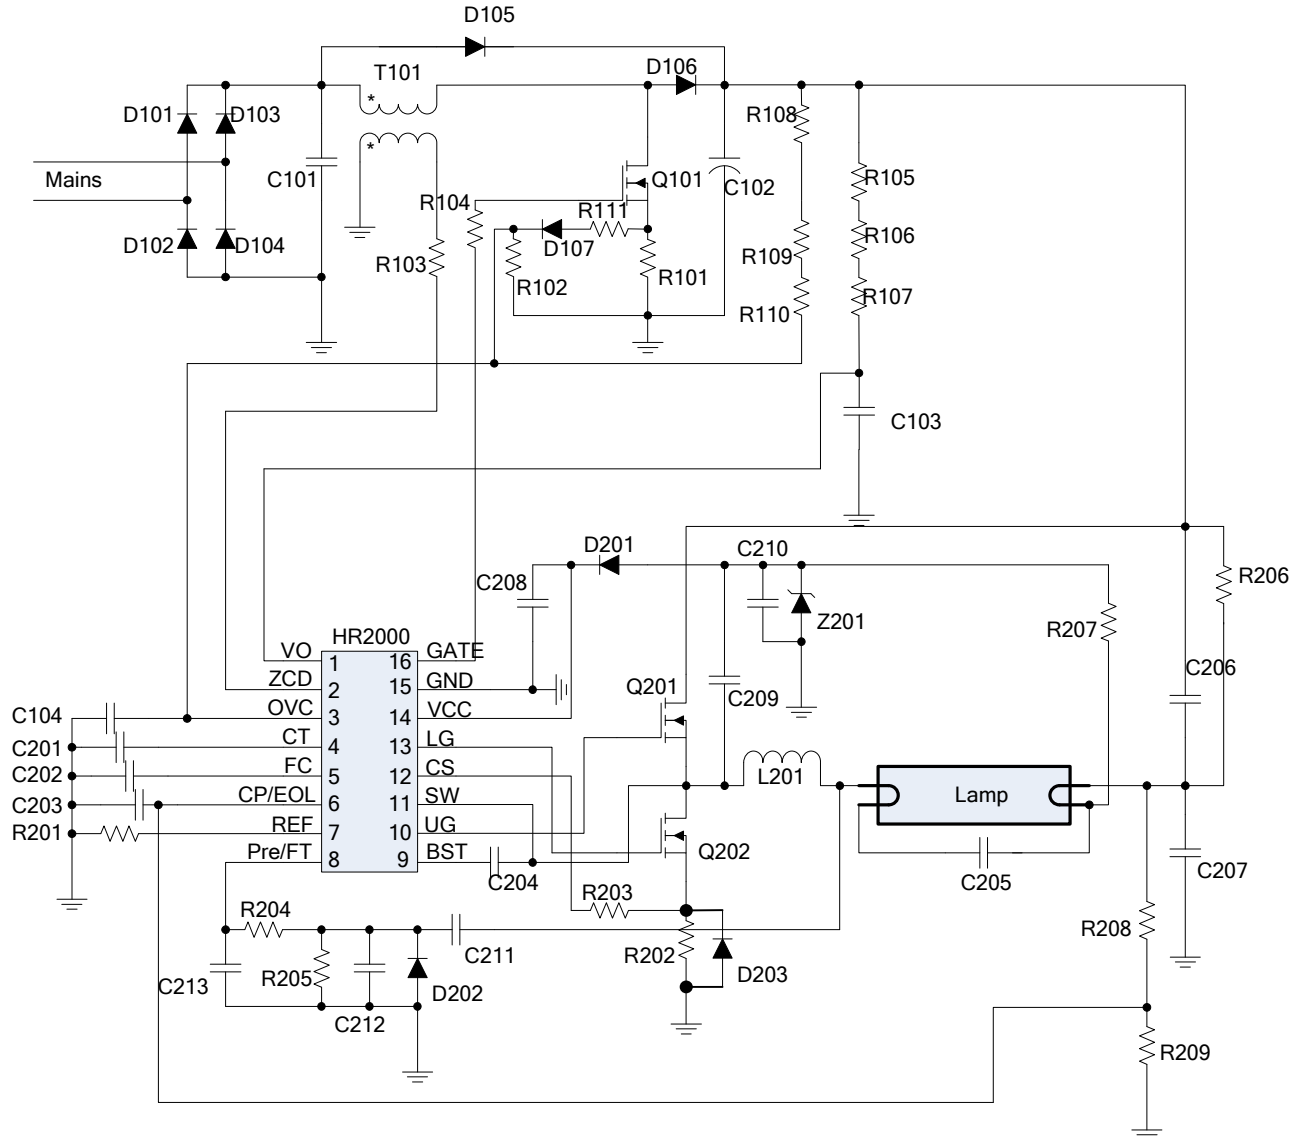 D105
T101
D106
*
D101
D103
R108
*
Mains
C101
Q101
C102
R105
R104
R111
D102
D104
D107
R106
R103
R102
R101
R109
R107
R110
C103
D201
C210
C208
R206
Z201
R207
HR2000
VO 1 16 GATE
ZCD 2 15 GND
C206
Q201
C209
C104 OVC 3 14 VCC
C201 CT 4 13 LG
C202 FC 5 12 CS
L201
Lamp
C203 CP/EOL 6 11 SW
R201 REF 7 10 UG
Pre/FT 8 9 BST
Q202
C204
C205
C207
R203
R204
R208
C211
R202
C213
R205
D202
D203
C212
R209